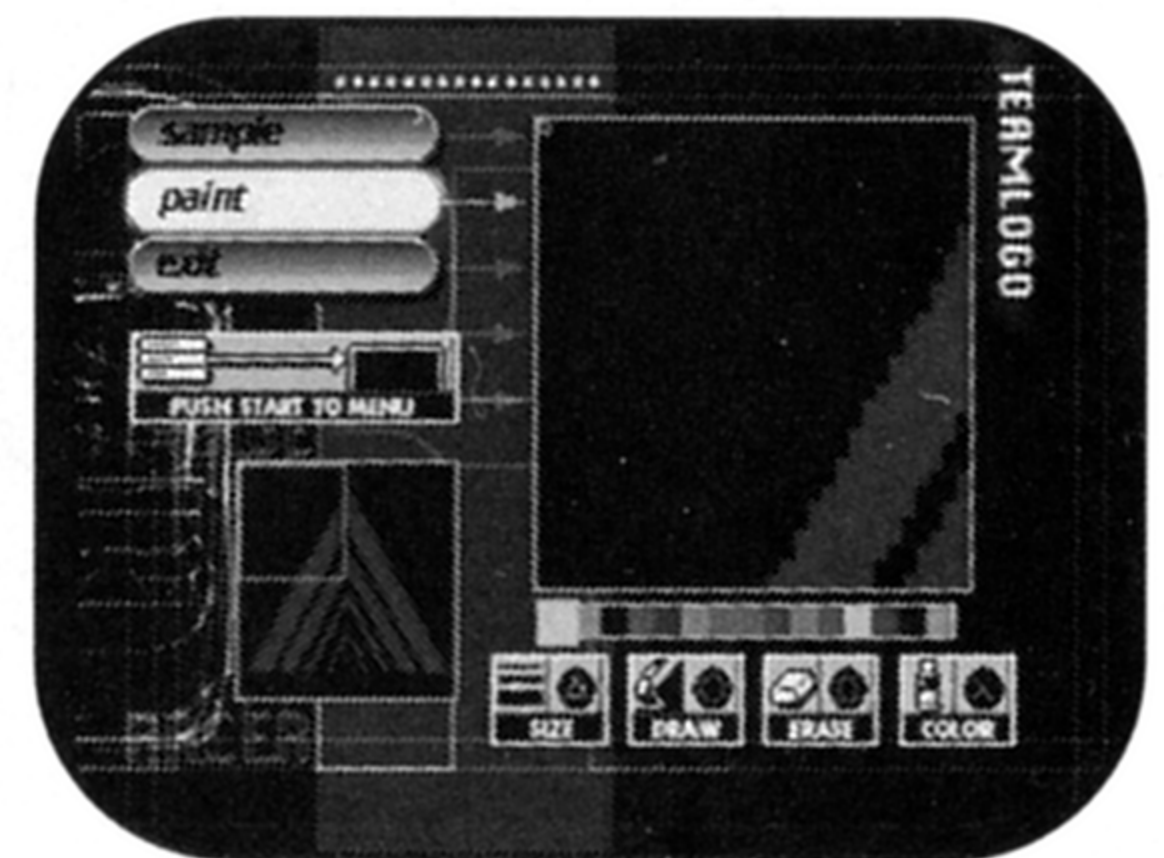 sample
paint
exit
PUSH START TO MENU
TEAMLOGO
SIZE
DRAW
ERASE
COLOR